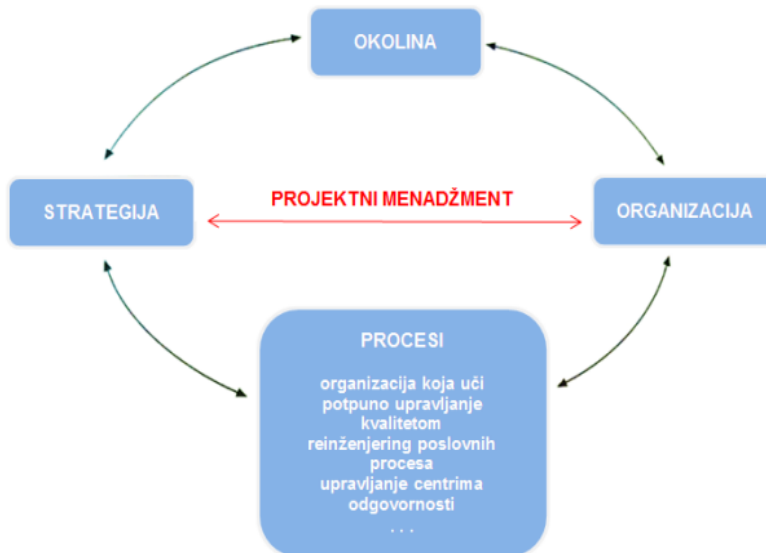 OKOLINA
PROJEKTNI MENADŽMENT
STRATEGIJA
ORGANIZACIJA
PROCESI
organizacija koja uči
potpuno upravljanje
kvalitetom
reinženjering poslovnih
procesa
upravljanje centrima
odgovornosti
. . .